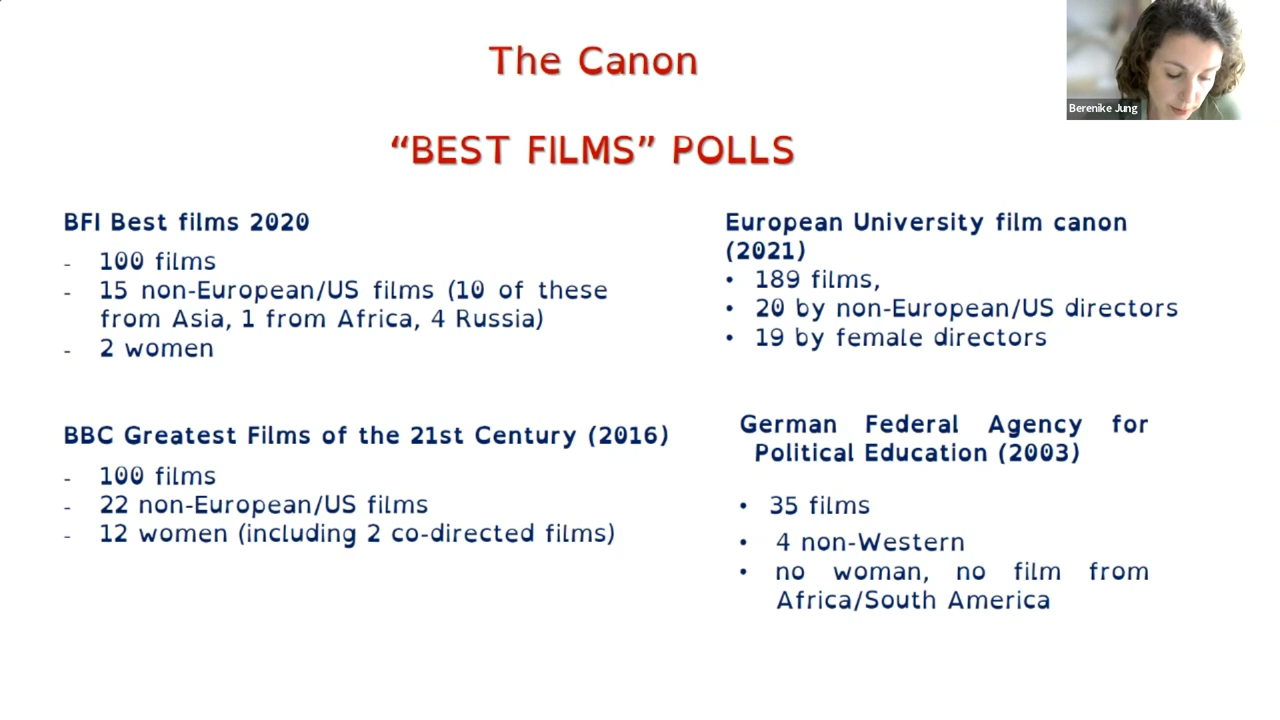 The Canon
“BEST FILMS” POLLS
Berenike Jung
BFI Best films 2020
- 100 films
- 15 non-European/US films (10 of these
from Asia, 1 from Africa, 4 Russia)
- 2 women
BBC Greatest Films of the 21st Century (2016)
- 100 films
- 22 non-European/US films
- 12 women (including 2 co-directed films)
European University film canon
(2021)
• 189 films,
• 20 by non-European/US directors
• 19 by female directors
German Federal Agency for
Political Education (2003)
• 35 films
• 4 non-Western
• no woman, no film from
Africa/South America